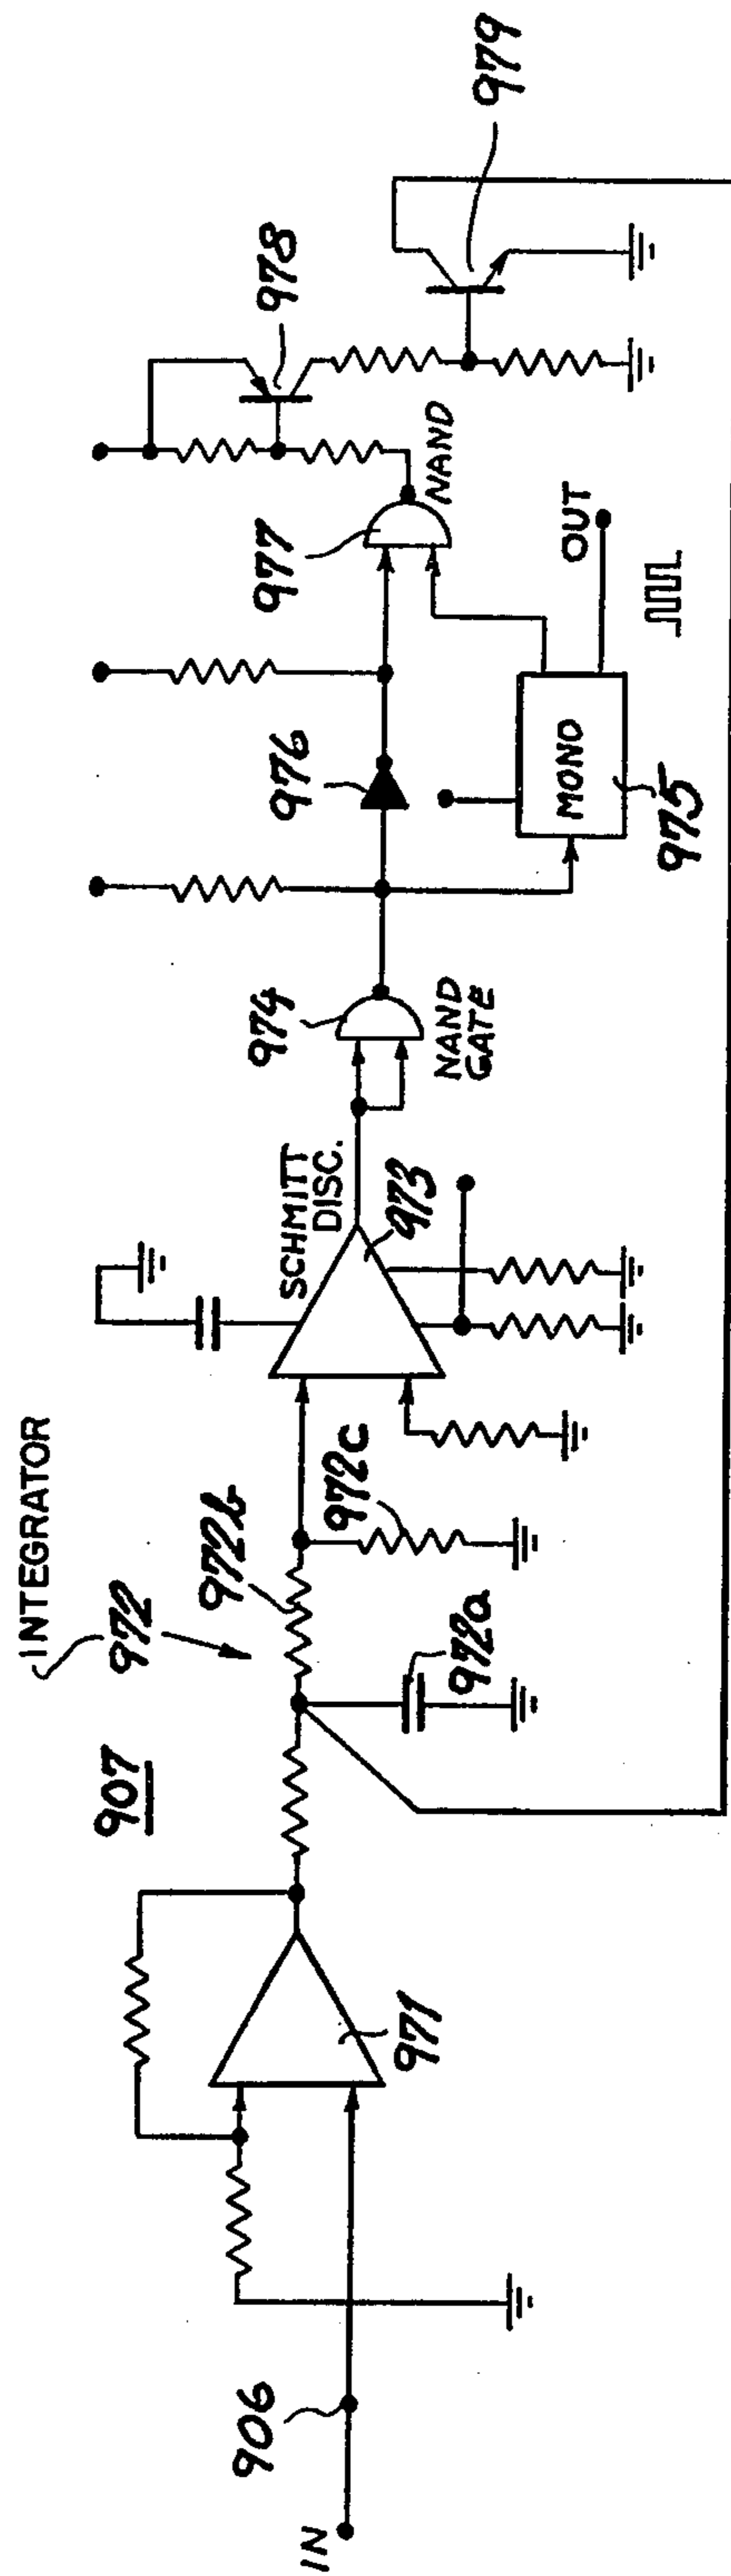 IN
906
907
971
INTEGRATOR
972
972b
972a
972c
SCHMITT
DISC.
973
974
NAND
GATE
976
MONO
975
OUT
977
NAND
978
979